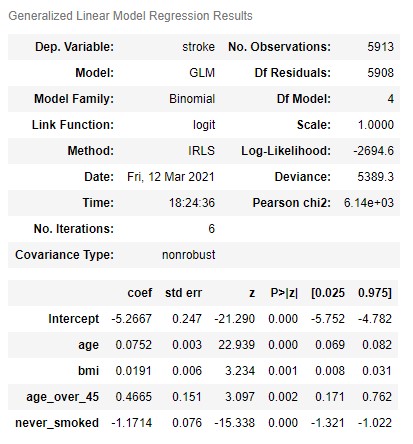 Generalized Linear Model Regression Results
Dep. Variable: stroke No. Observations: 5913
Model: GLM Df Residuals: 5908
Model Family: Binomial Df Model: 4
Link Function: logit Scale: 1.0000
Method: IRLS Log-Likelihood: -2694.6
Date: Fri, 12 Mar 2021 Deviance: 5389.3
Time: 18:24:36 Pearson chi2: 6.14e+03
No. Iterations: 6
Covariance Type: nonrobust
coef std err z P>|z| [0.025 0.975]
Intercept -5.2667 0.247 -21.290 0.000 -5.752 -4.782
age 0.0752 0.003 22.939 0.000 0.069 0.082
bmi 0.0191 0.006 3.234 0.001 0.008 0.031
age_over_45 0.4665 0.151 3.097 0.002 0.171 0.762
never_smoked -1.1714 0.076 -15.338 0.000 -1.321 -1.022